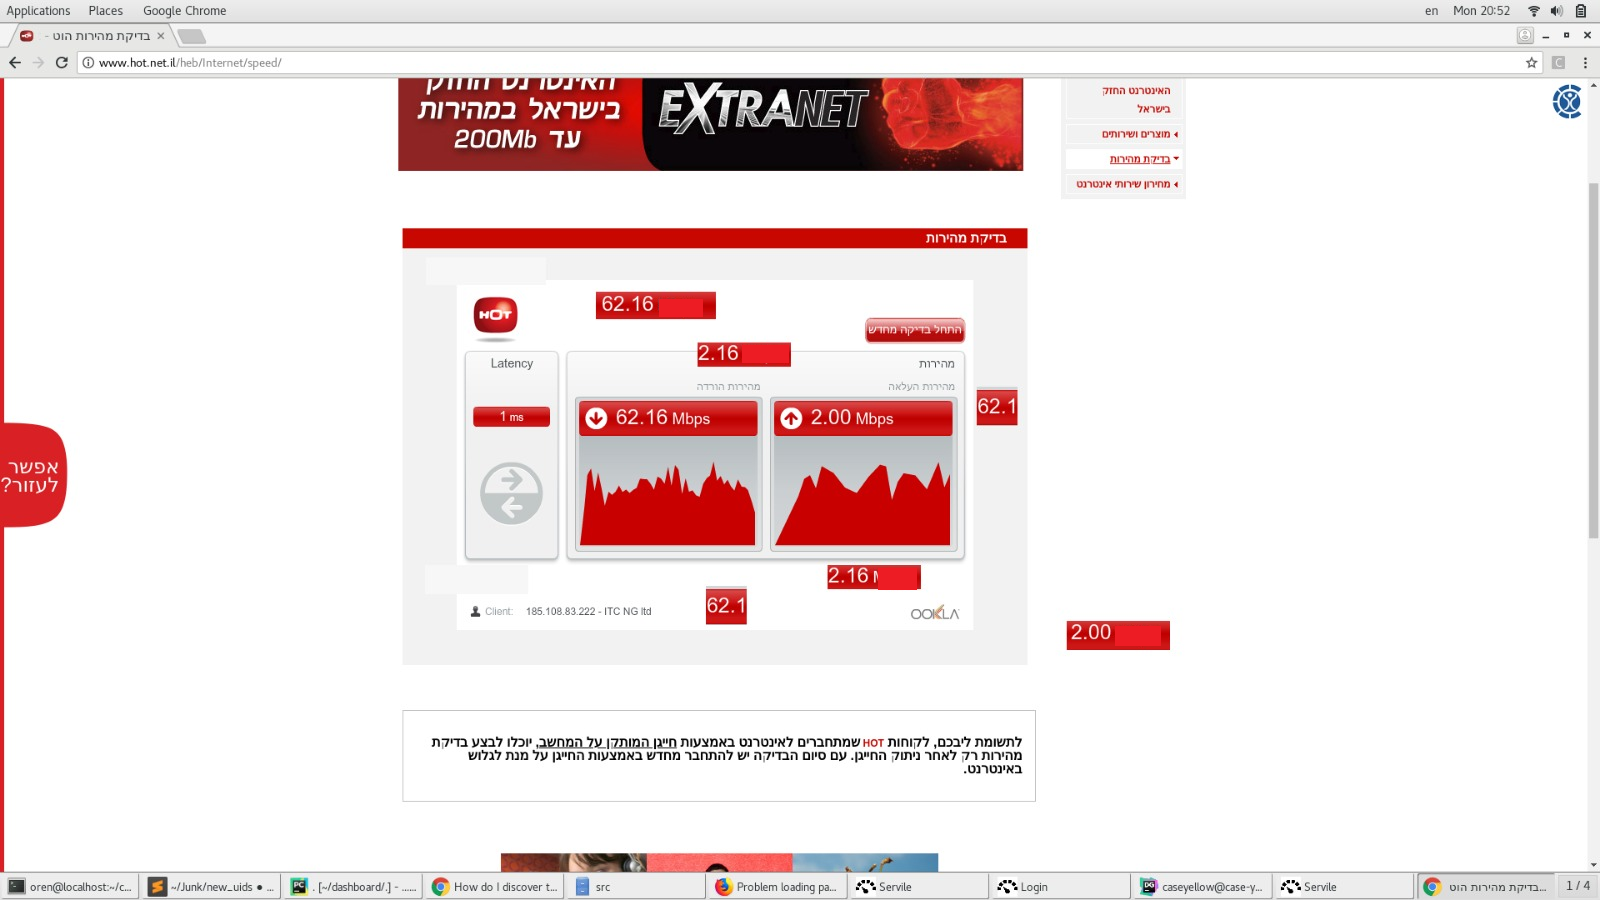 Applications Places Google Chrome
en Mon 20:52
בדיקת מהירות הוט -
www.hot.net.il/heb/Internet/speed/
האינטרנט החזק
בישראל במהירות
עד 200Mb
EXTRANET
האינטרנט החזק
בישראל
מוצרים ושירותים
בדיקת מהירות
מחירון שירותי אינטרנט
בדיקת מהירות
HOT
62.16
התחל בדיקה מחדש
2.16
Latency
מהירות
מהירות הורדה
מהירות העלאה
1 ms
62.16 Mbps
2.00 Mbps
62.1
אפשר
לעזור?
2.16
62.1
Client: 185.108.83.222 - ITC NG ltd
OOKLA
2.00
לתשומת ליבכם, לקוחות HOT שמתחברים לאינטרנט באמצעות חייגן המותקן על המחשב, יוכלו לבצע בדיקת
מהירות רק לאחר ניתוק החייגן. עם סיום הבדיקה יש להתחבר מחדש באמצעות החייגן על מנת לגלוש
באינטרנט.
oren@localhost:~/c...
~/Junk/new_uids ● ...
. [~/dashboard/.] - ......
How do I discover t...
src
Problem loading pa...
Servile
Login
caseyellow@case-y...
Servile
בדיקת מהירות הוט...
1 / 4